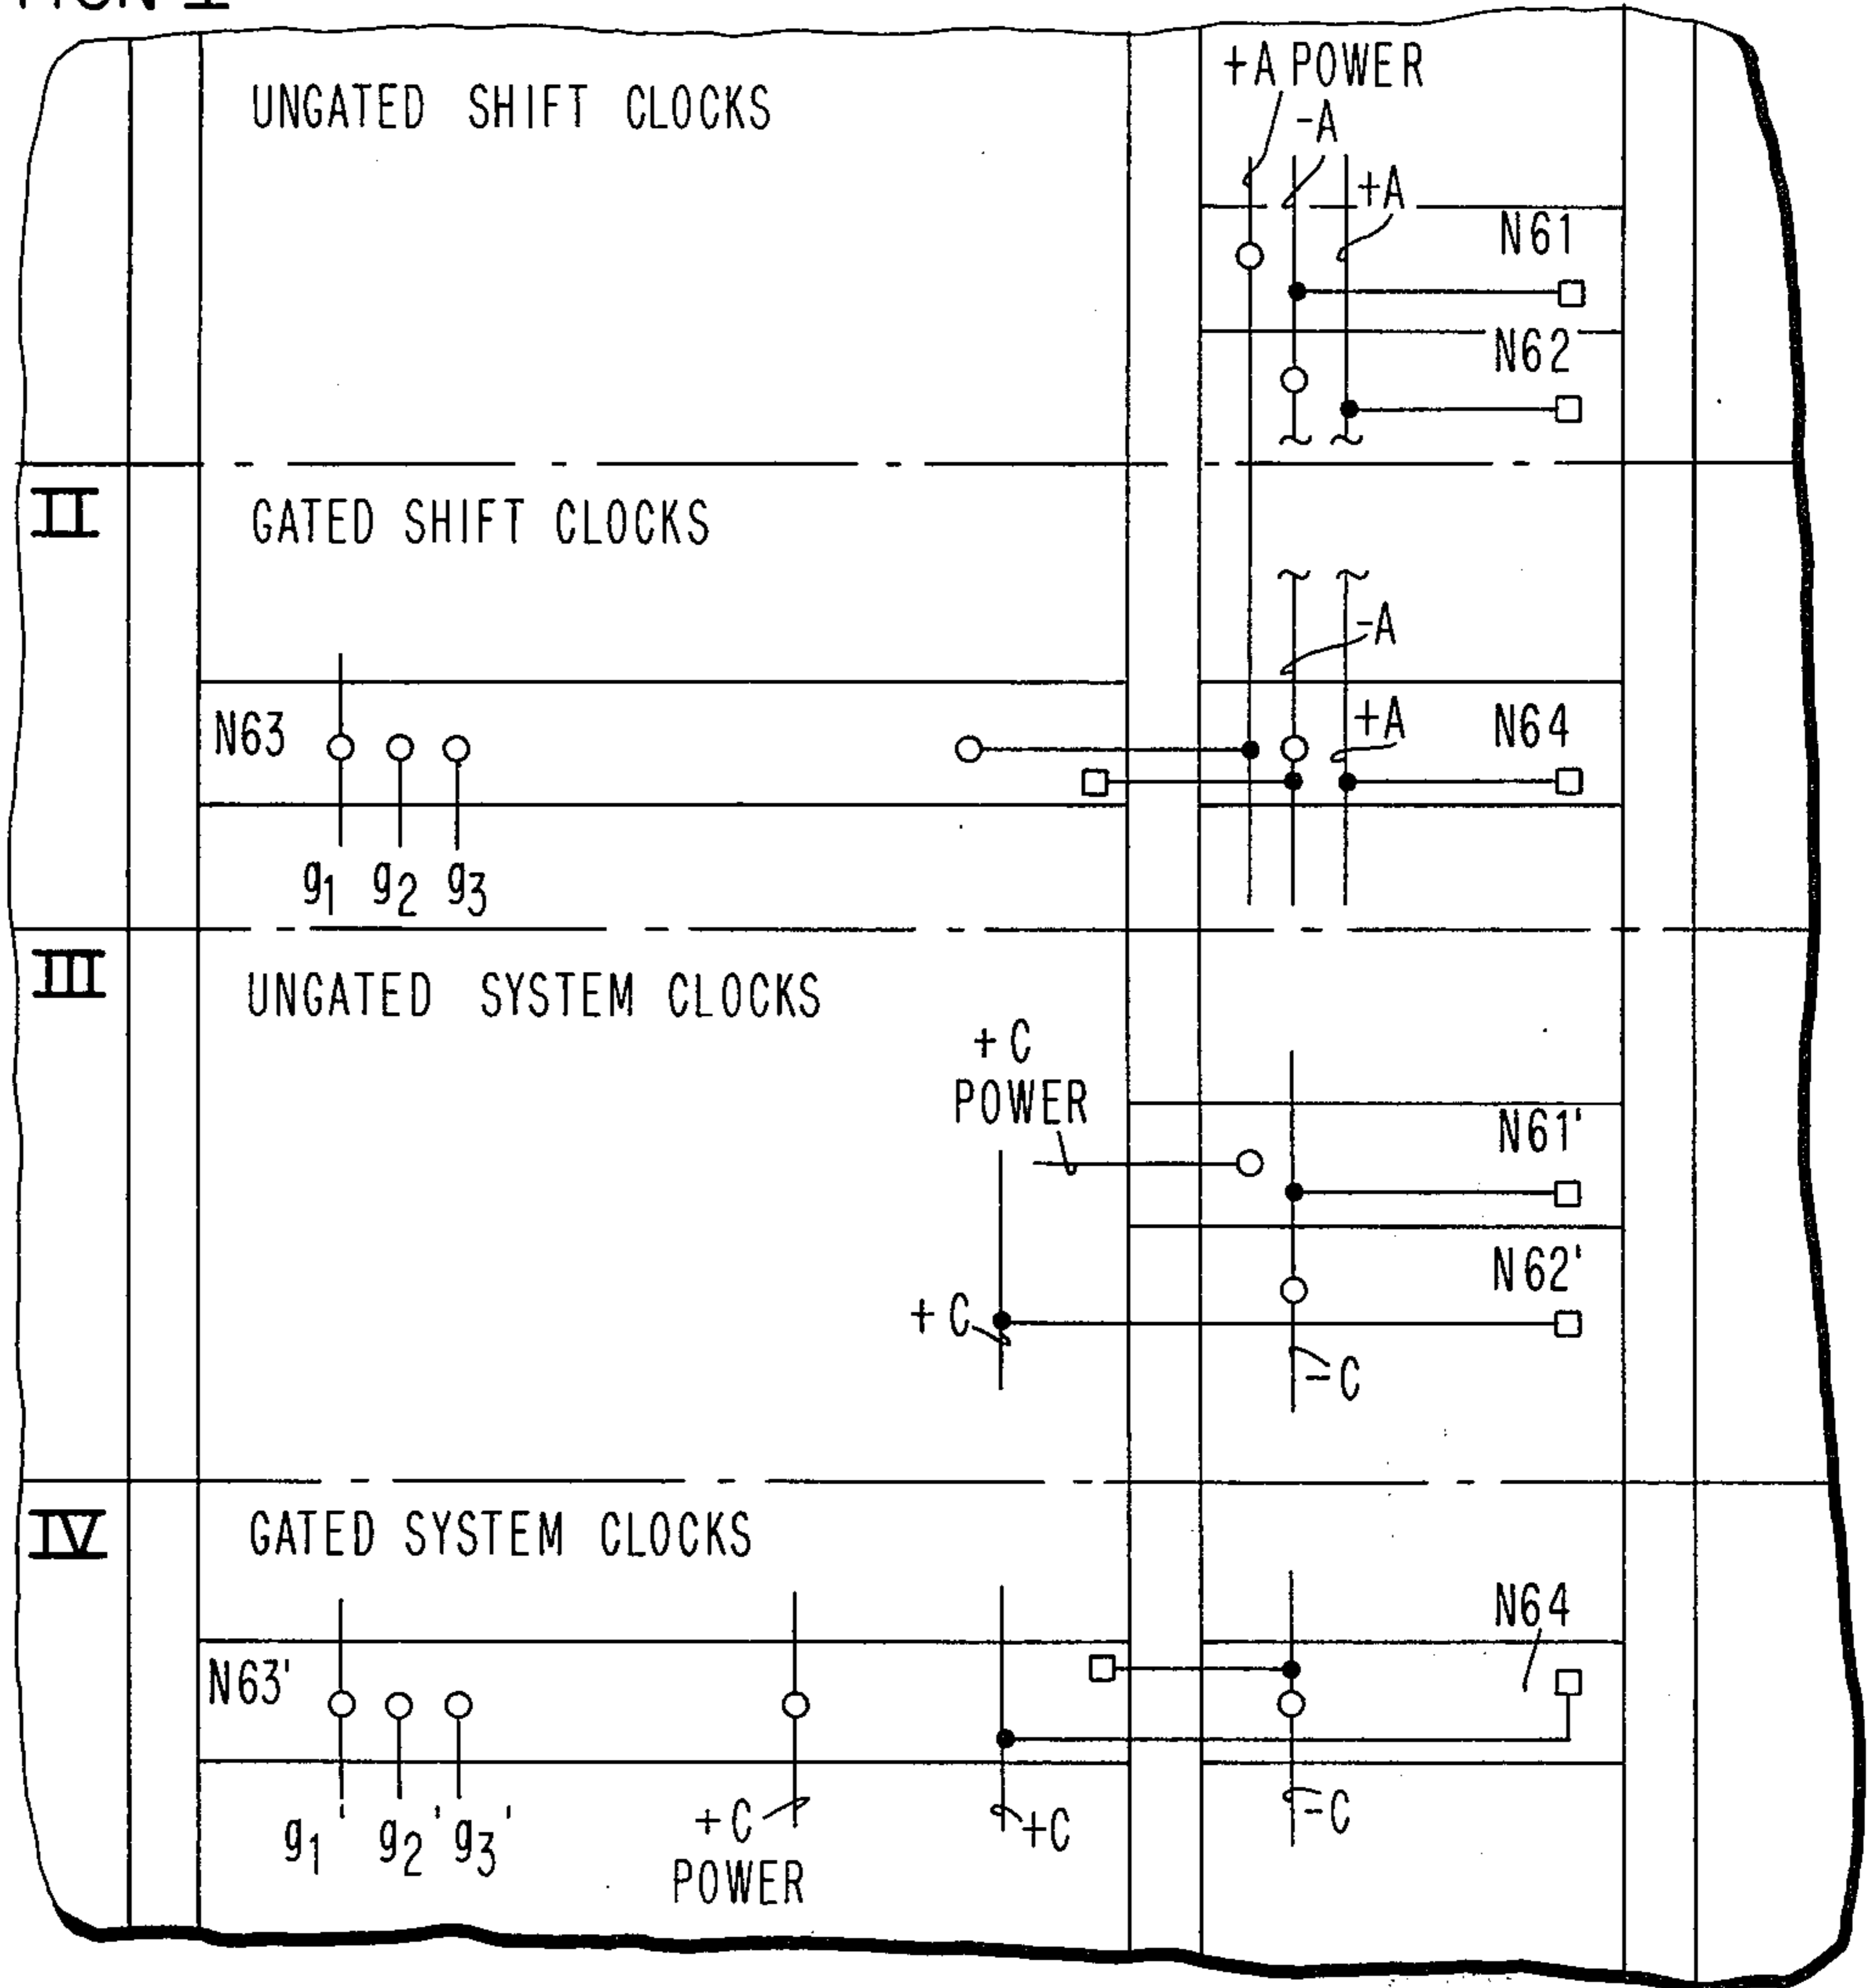 UNGATED SHIFT CLOCKS
+A POWER
-A
+A
N61
N62
II
GATED SHIFT CLOCKS
-A
+A
N63
N64
g1 g2 g3
III
UNGATED SYSTEM CLOCKS
+C
POWER
N61'
N62'
+C
-C
IV
GATED SYSTEM CLOCKS
N64
N63'
g1' g2' g3'
+C
POWER
+C
-C